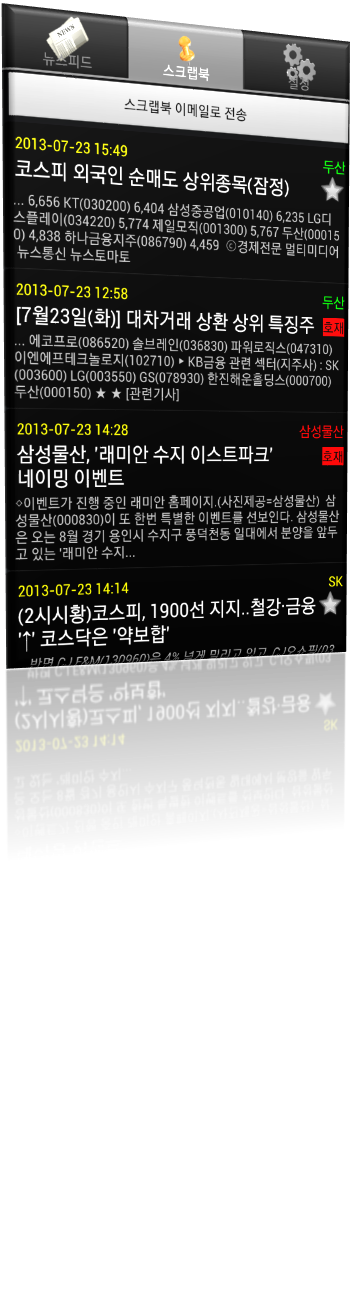 NEWS
뉴스피드
스크랩북
설정
스크랩북 이메일로 전송
2013-07-23 15:49
두산
코스피 외국인 순매도 상위종목(잠정)
... 6,656 KT(030200) 6,404 삼성중공업(010140) 6,235 LG디
스플레이(034220) 5,774 제일모직(001300) 5,767 두산(00015
0) 4,838 하나금융지주(086790) 4,459 ©경제전문 멀티미디어
뉴스통신 뉴스토마토
2013-07-23 12:58
두산
[7월23일(화)] 대차거래 상환 상위 특징주
호재
... 에코프로(086520) 솔브레인(036830) 파워로직스(047310)
이엔에프테크놀로지(102710) ▶ KB금융 관련 섹터(지주사) : SK
(003600) LG(003550) GS(078930) 한진해운홀딩스(000700)
두산(000150) ★ ★ [관련기사]
2013-07-23 14:28
삼성물산
삼성물산, '래미안 수지 이스트파크'
호재
네이밍 이벤트
◇이벤트가 진행 중인 래미안 홈페이지.(사진제공=삼성물산) 삼
성물산(000830)이 또 한번 특별한 이벤트를 선보인다. 삼성물산
은 오는 8월 경기 용인시 수지구 풍덕천동 일대에서 분양을 앞두
고 있는 '래미안 수지...
2013-07-23 14:14
SK
(2시시황)코스피, 1900선 지지..철강·금융
'↑' 코스닥은 '약보합'
반면 CJ E&M(130960)은 4% 넘게 밀리고 있고, CJ오쇼핑(03